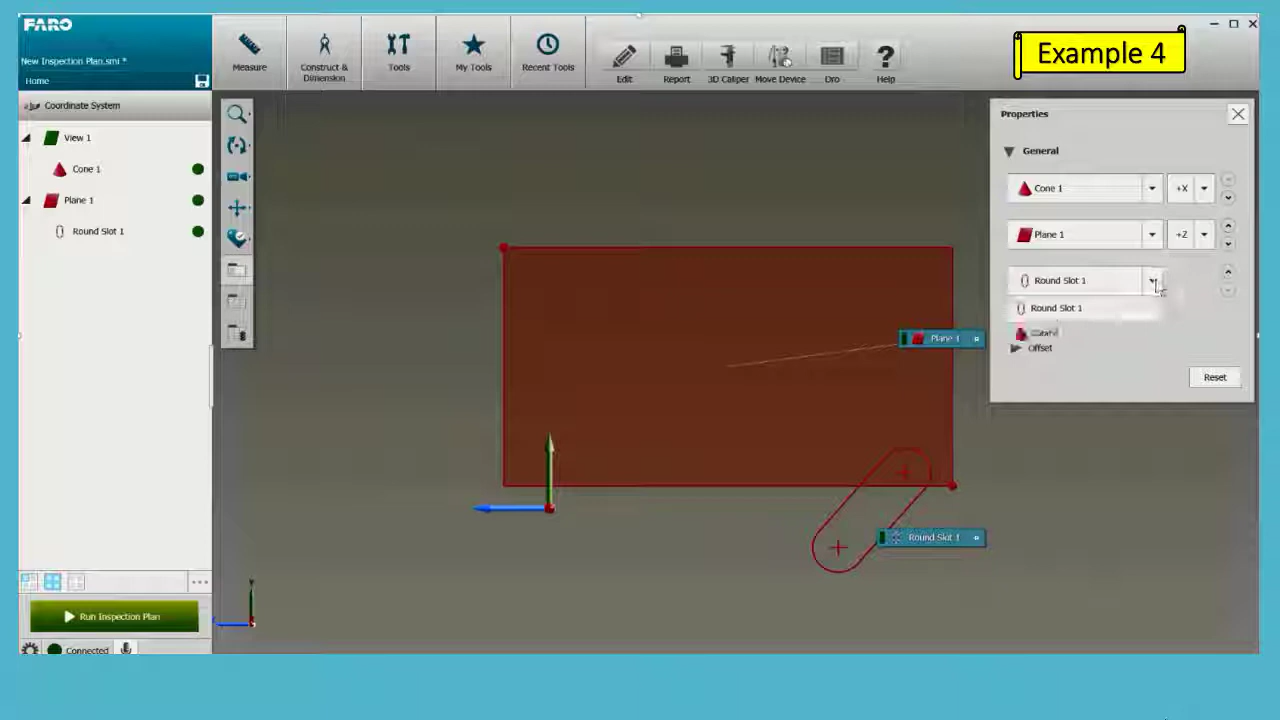 FARO
Example 4
New Inspection Plan.smi *
Home
Measure
Construct &
Dimension
Tools
My Tools
Recent Tools
Edit
Report
3D Caliper
Move Device
Dro
Help
Coordinate System
View 1
Cone 1
Plane 1
Round Slot 1
Properties
General
Cone 1
+X
Plane 1
+Z
Round Slot 1
Round Slot 1
Offset
Reset
Plane 1
Round Slot 1
Run Inspection Plan
Connected